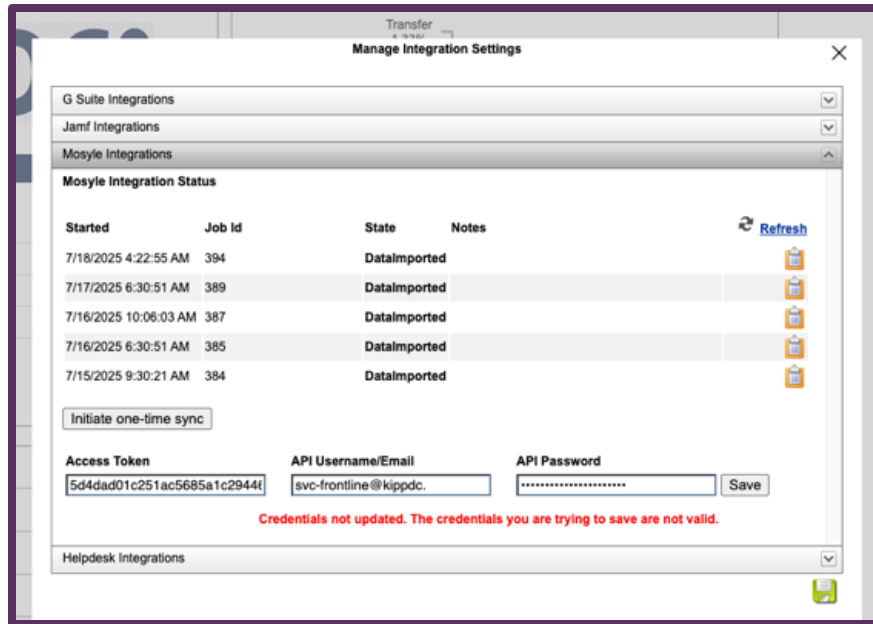 Transfer
Manage Integration Settings
G Suite Integrations
Jamf Integrations
Mosyle Integrations
Mosyle Integration Status
Started Job Id State Notes Refresh
7/18/2025 4:22:55 AM 394 DataImported
7/17/2025 6:30:51 AM 389 DataImported
7/16/2025 10:06:03 AM 387 DataImported
7/16/2025 6:30:51 AM 385 DataImported
7/15/2025 9:30:21 AM 384 DataImported
Initiate one-time sync
Access Token API Username/Email API Password
5d4dad01c251ac5685a1c29446 svc-frontline@kippdc. •••••••••••••••••••••• Save
Credentials not updated. The credentials you are trying to save are not valid.
Helpdesk Integrations